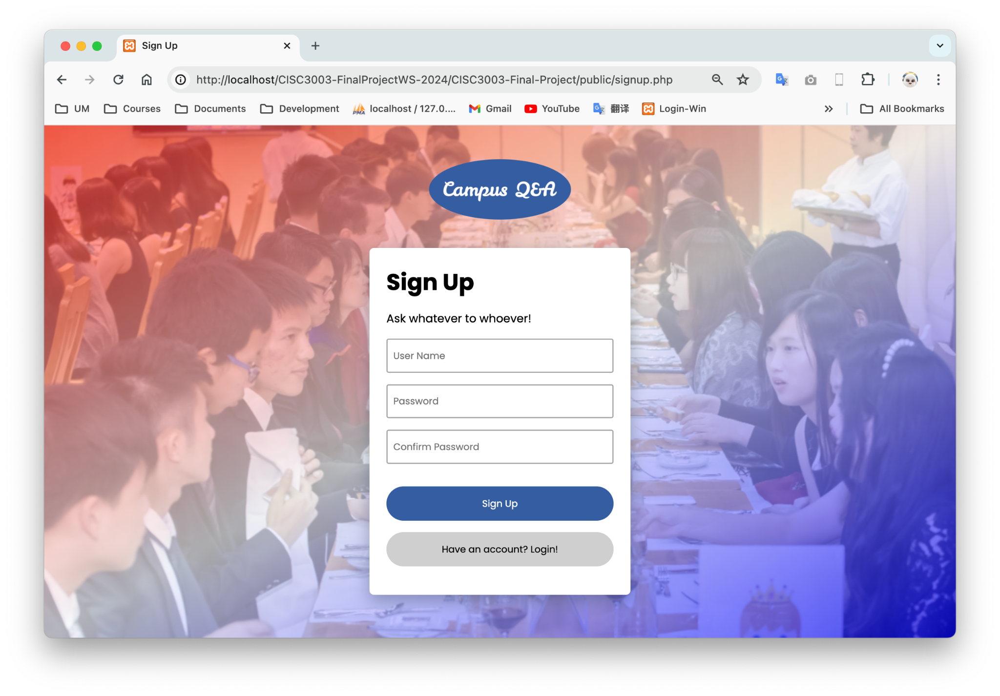 Sign Up
http://localhost/CISC3003-FinalProjectWS-2024/CISC3003-Final-Project/public/signup.php
UM Courses Documents Development localhost / 127.0.... Gmail YouTube 翻译 Login-Win All Bookmarks
Campus Q&A
Sign Up
Ask whatever to whoever!
User Name
Password
Confirm Password
Sign Up
Have an account? Login!